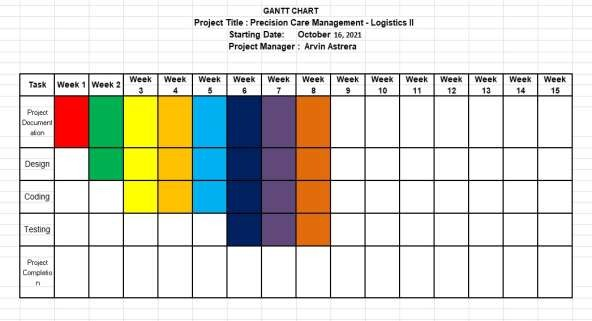 GANTT CHART
Project Title : Precision Care Management - Logistics II
Starting Date: October 16, 2021
Project Manager : Arvin Astrera
Task Week 1 Week 2 Week 3 Week 4 Week 5 Week 6 Week 7 Week 8 Week 9 Week 10 Week 11 Week 12 Week 13 Week 14 Week 15
Project
Document
ation
Design
Coding
Testing
Project
Completio
n